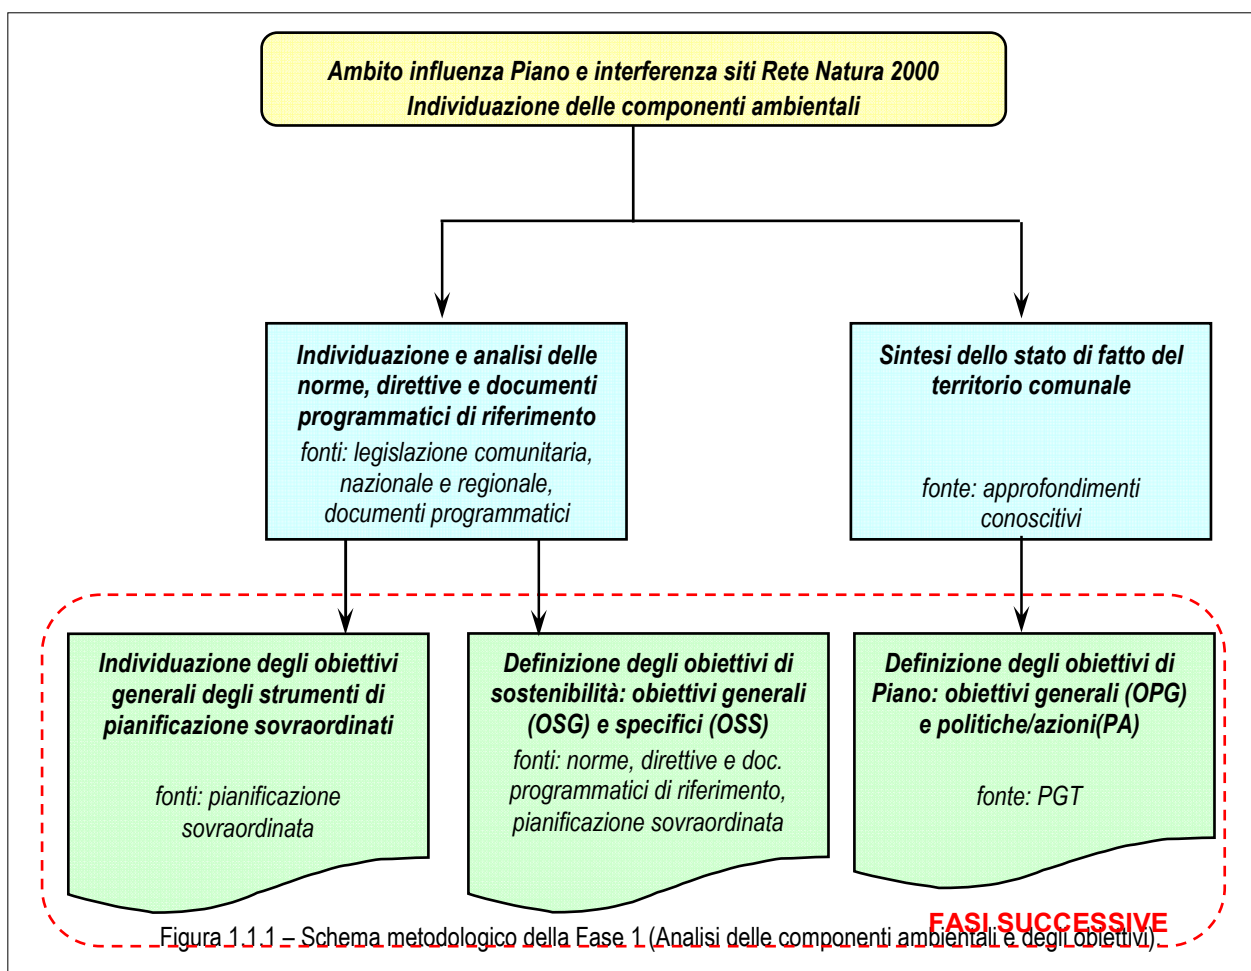 Ambito influenza Piano e interferenza siti Rete Natura 2000
Individuazione delle componenti ambientali
Individuazione e analisi delle
norme, direttive e documenti
programmatici di riferimento
fonti: legislazione comunitaria,
nazionale e regionale,
documenti programmatici
Sintesi dello stato di fatto del
territorio comunale
fonte: approfondimenti
conoscitivi
Individuazione degli obiettivi
generali degli strumenti di
pianificazione sovraordinati
fonti: pianificazione
sovraordinata
Definizione degli obiettivi di
sostenibilità: obiettivi generali
(OSG) e specifici (OSS)
fonti: norme, direttive e doc.
programmatici di riferimento,
pianificazione sovraordinata
Definizione degli obiettivi di
Piano: obiettivi generali (OPG)
e politiche/azioni(PA)
fonte: PGT
FASI SUCCESSIVE
Figura 1.1.1 – Schema metodologico della Fase 1 (Analisi delle componenti ambientali e degli obiettivi).